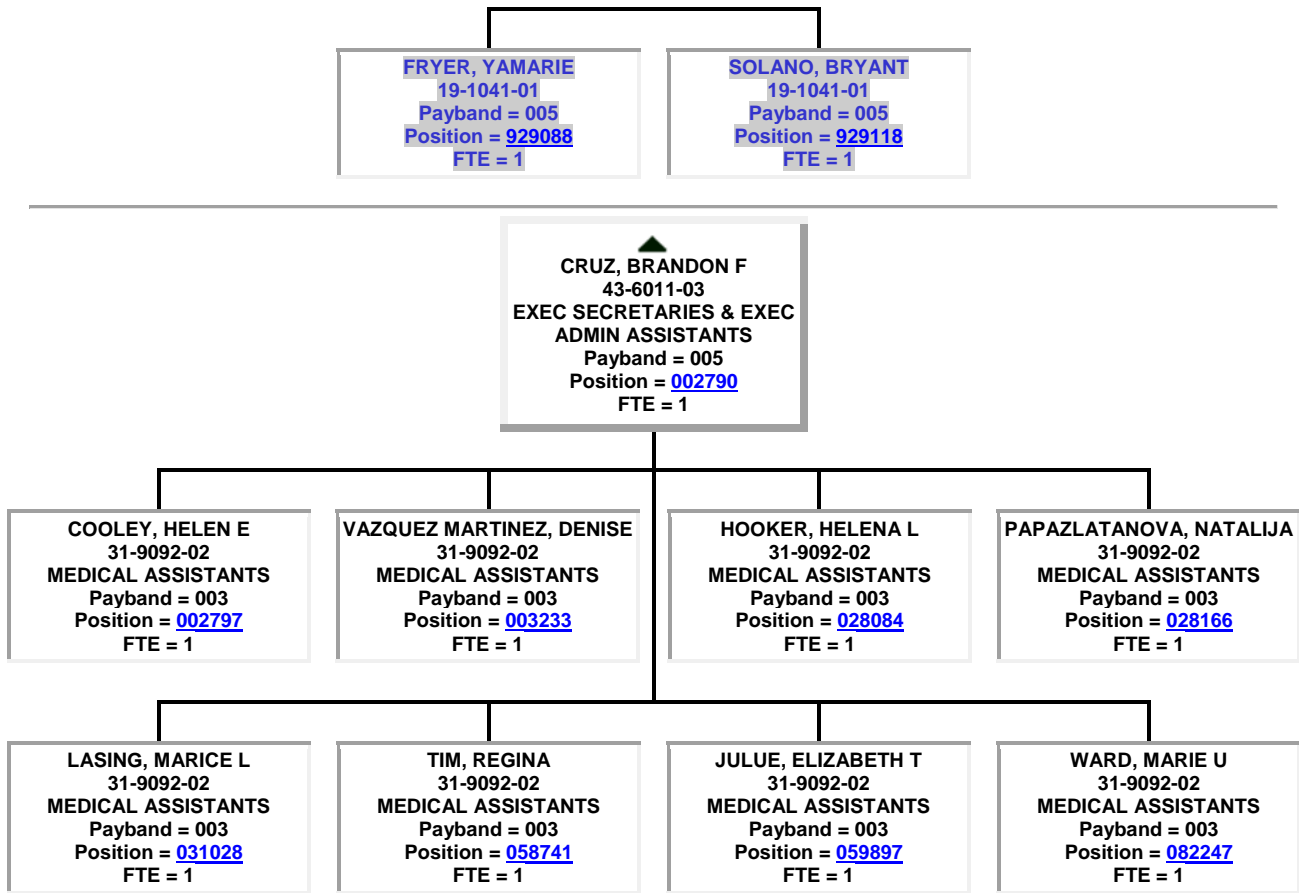 FRYER, YAMARIE
19-1041-01
Payband = 005
Position = 929088
FTE = 1
SOLANO, BRYANT
19-1041-01
Payband = 005
Position = 929118
FTE = 1
CRUZ, BRANDON F
43-6011-03
EXEC SECRETARIES & EXEC
ADMIN ASSISTANTS
Payband = 005
Position = 002790
FTE = 1
COOLEY, HELEN E
31-9092-02
MEDICAL ASSISTANTS
Payband = 003
Position = 002797
FTE = 1
VAZQUEZ MARTINEZ, DENISE
31-9092-02
MEDICAL ASSISTANTS
Payband = 003
Position = 003233
FTE = 1
HOOKER, HELENA L
31-9092-02
MEDICAL ASSISTANTS
Payband = 003
Position = 028084
FTE = 1
PAPAZLATANOVA, NATALIJA
31-9092-02
MEDICAL ASSISTANTS
Payband = 003
Position = 028166
FTE = 1
LASING, MARICE L
31-9092-02
MEDICAL ASSISTANTS
Payband = 003
Position = 031028
FTE = 1
TIM, REGINA
31-9092-02
MEDICAL ASSISTANTS
Payband = 003
Position = 058741
FTE = 1
JULUE, ELIZABETH T
31-9092-02
MEDICAL ASSISTANTS
Payband = 003
Position = 059897
FTE = 1
WARD, MARIE U
31-9092-02
MEDICAL ASSISTANTS
Payband = 003
Position = 082247
FTE = 1